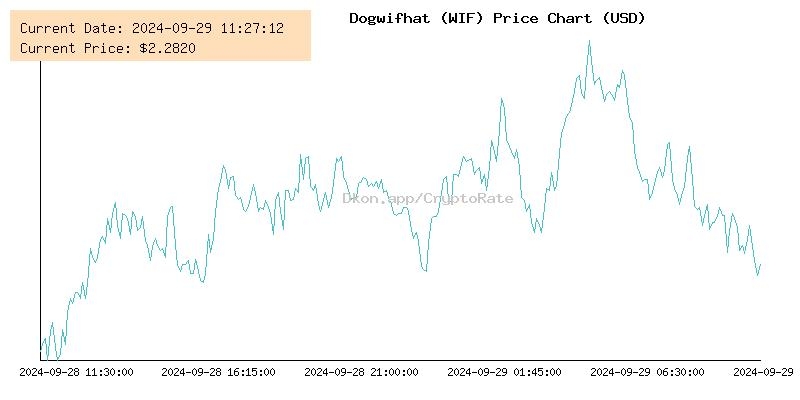 Dogwifhat (WIF) Price Chart (USD)
Current Date: 2024-09-29 11:27:12
Current Price: $2.2820
Dkon.app/CryptoRate
2024-09-28 11:30:00
2024-09-28 16:15:00
2024-09-28 21:00:00
2024-09-29 01:45:00
2024-09-29 06:30:00
2024-09-29